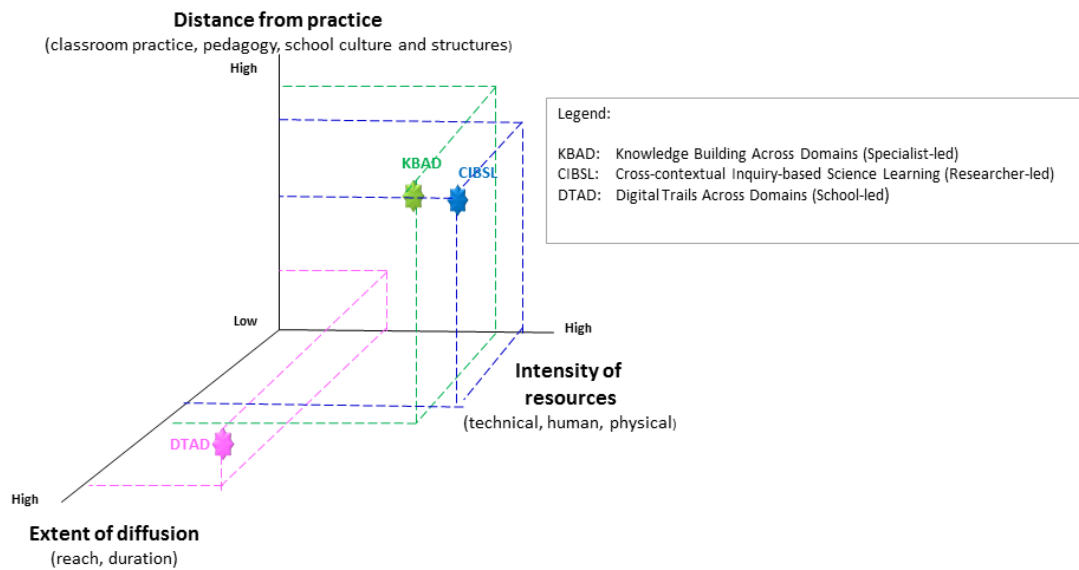 Distance from practice
(classroom practice, pedagogy, school culture and structures)
High
Legend:
KBAD: Knowledge Building Across Domains (Specialist-led)
CIBSL: Cross-contextual Inquiry-based Science Learning (Researcher-led)
DTAD: Digital Trails Across Domains (School-led)
KBAD
CIBSL
Low
High
Intensity of
resources
(technical, human, physical)
DTAD
High
Extent of diffusion
(reach, duration)